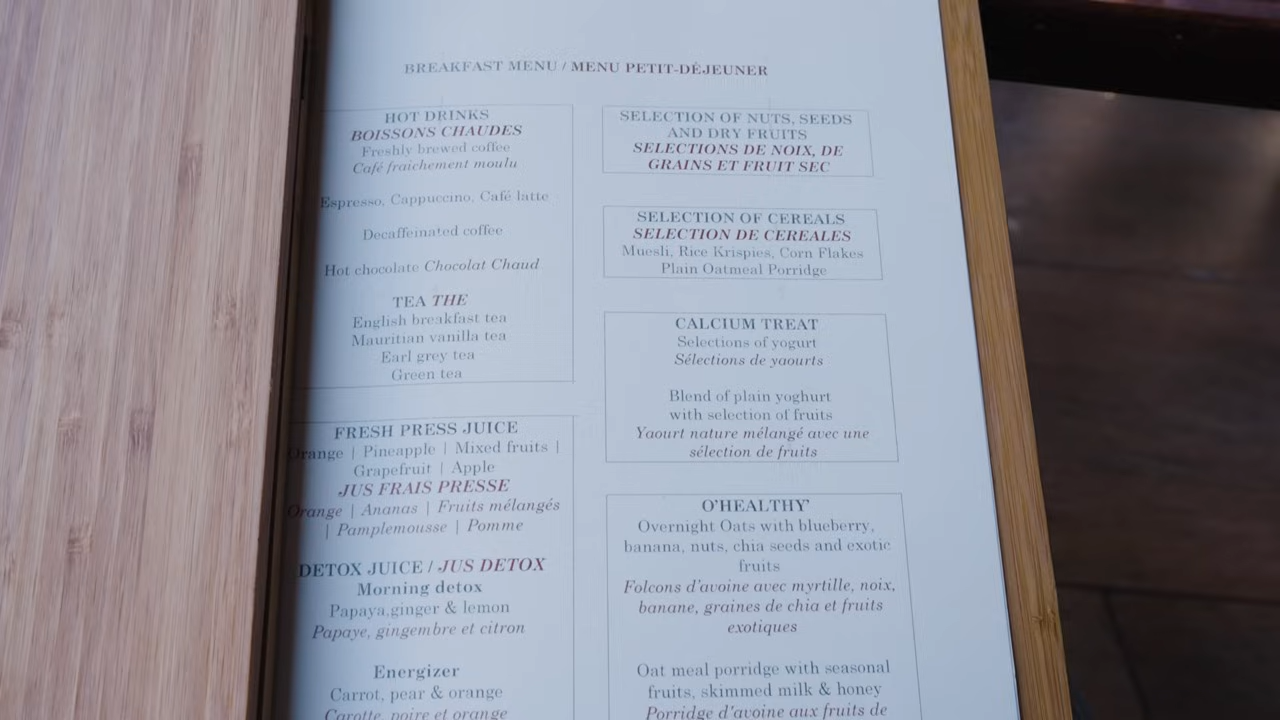 BREAKFAST MENU / MENU PETIT-DÉJEUNER
HOT DRINKS
BOISSONS CHAUDES
Freshly brewed coffee
Café fraichement moulu
Espresso, Cappuccino, Café latte
Decaffeinated coffee
Hot chocolate Chocolat Chaud
TEA THE
English breakfast tea
Mauritian vanilla tea
Earl grey tea
Green tea
FRESH PRESS JUICE
Orange | Pineapple | Mixed fruits |
Grapefruit | Apple
JUS FRAIS PRESSE
Orange | Ananas | Fruits mélangés
| Pamplemousse | Pomme
DETOX JUICE / JUS DETOX
Morning detox
Papaya,ginger & lemon
Papaye, gingembre et citron
Energizer
Carrot, pear & orange
Carotte, poire et orange
SELECTION OF NUTS, SEEDS
AND DRY FRUITS
SELECTIONS DE NOIX, DE
GRAINS ET FRUIT SEC
SELECTION OF CEREALS
SELECTION DE CEREALES
Muesli, Rice Krispies, Corn Flakes
Plain Oatmeal Porridge
CALCIUM TREAT
Selections of yogurt
Sélections de yaourts
Blend of plain yoghurt
with selection of fruits
Yaourt nature mélangé avec une
sélection de fruits
O'HEALTHY'
Overnight Oats with blueberry,
banana, nuts, chia seeds and exotic
fruits
Folcons d'avoine avec myrtille, noix,
banane, graines de chia et fruits
exotiques
Oat meal porridge with seasonal
fruits, skimmed milk & honey
Porridge d'avoine aux fruits de